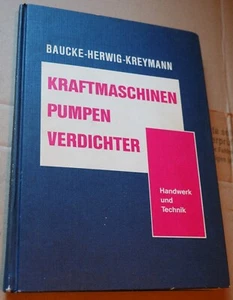 BAUCKE-HERWIG-KREYMANN
KRAFTMASCHINEN
PUMPEN
VERDICHTER
Handwerk
und
Technik